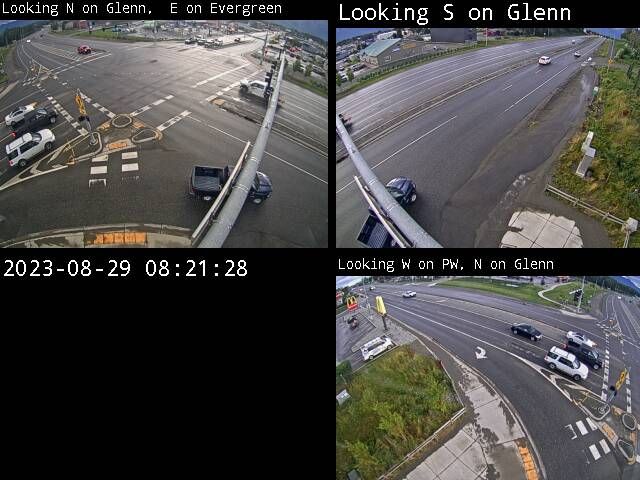 Looking N on Glenn,  E on Evergreen
Looking S on Glenn
2023-08-29 08:21:28
Looking W on PW, N on Glenn